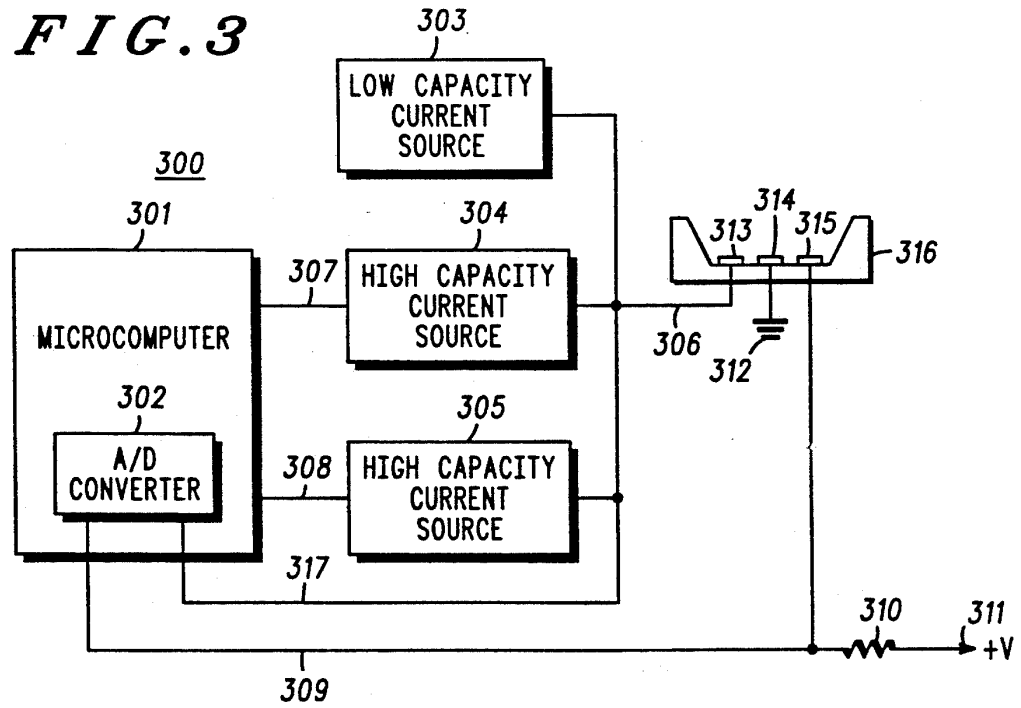 FIG.3
303
LOW CAPACITY
CURRENT
SOURCE
300
301
304
313
314
315
316
307
HIGH CAPACITY
CURRENT
SOURCE
MICROCOMPUTER
306
312
302
305
A/D
CONVERTER
308
HIGH CAPACITY
CURRENT
SOURCE
317
310
311
+V
309